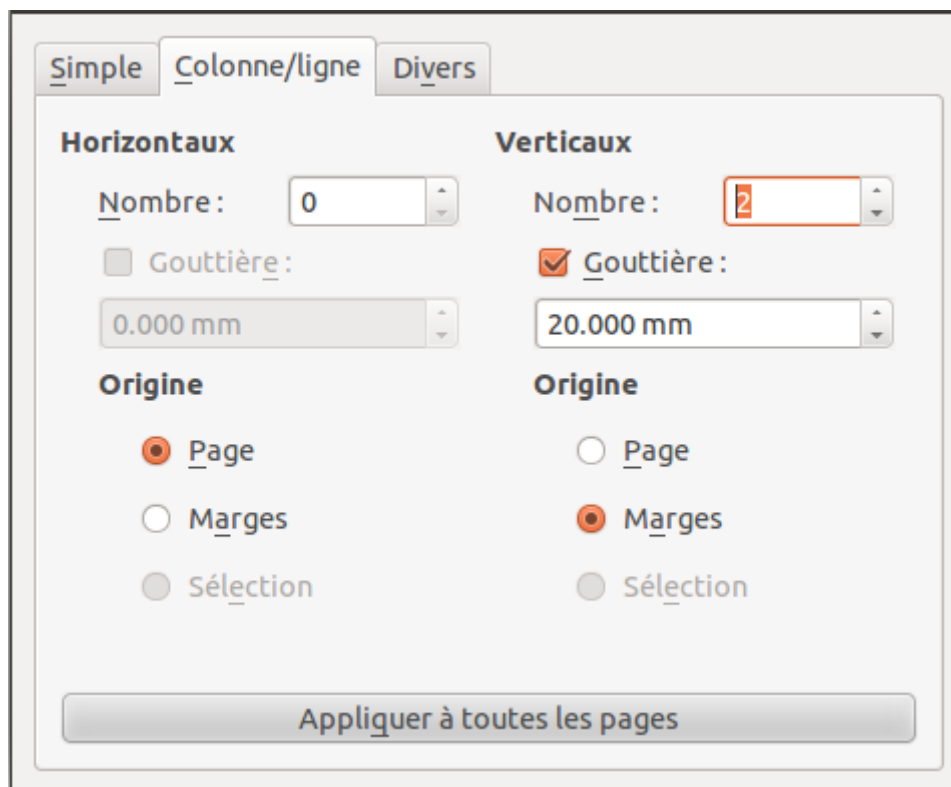 Simple Colonne/ligne Divers
Horizontaux Verticaux
Nombre : 0 Nombre : 2
Gouttière : Gouttière :
0.000 mm 20.000 mm
Origine Origine
Page Page
Marges Marges
Sélection Sélection
Appliquer à toutes les pages